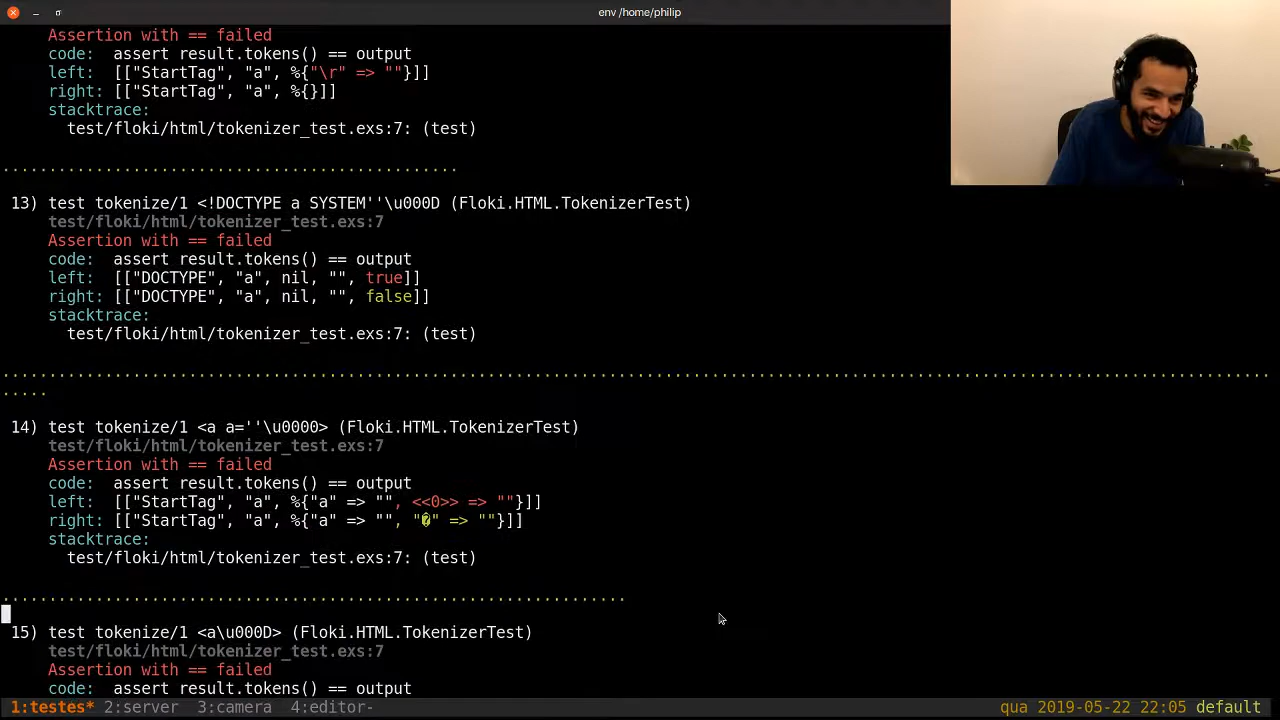 env /home/philip
Assertion with == failed
code:  assert result.tokens() == output
left:  [["StartTag", "a", %{"\r" => ""}]]
right: [["StartTag", "a", %{}]]
stacktrace:
test/floki/html/tokenizer_test.exs:7: (test)
.................................................
13) test tokenize/1 <!DOCTYPE a SYSTEM''\u000D (Floki.HTML.TokenizerTest)
test/floki/html/tokenizer_test.exs:7
Assertion with == failed
code:  assert result.tokens() == output
left:  [["DOCTYPE", "a", nil, "", true]]
right: [["DOCTYPE", "a", nil, "", false]]
stacktrace:
test/floki/html/tokenizer_test.exs:7: (test)
........................................................................................................................................
.....
14) test tokenize/1 <a a=''\u0000> (Floki.HTML.TokenizerTest)
test/floki/html/tokenizer_test.exs:7
Assertion with == failed
code:  assert result.tokens() == output
left:  [["StartTag", "a", %{"a" => "", <<0>> => ""}]]
right: [["StartTag", "a", %{"a" => "", "�" => ""}]]
stacktrace:
test/floki/html/tokenizer_test.exs:7: (test)
...................................................................
15) test tokenize/1 <a\u000D> (Floki.HTML.TokenizerTest)
test/floki/html/tokenizer_test.exs:7
Assertion with == failed
code:  assert result.tokens() == output
1:testes* 2:server  3:camera  4:editor- qua 2019-05-22 22:05 default